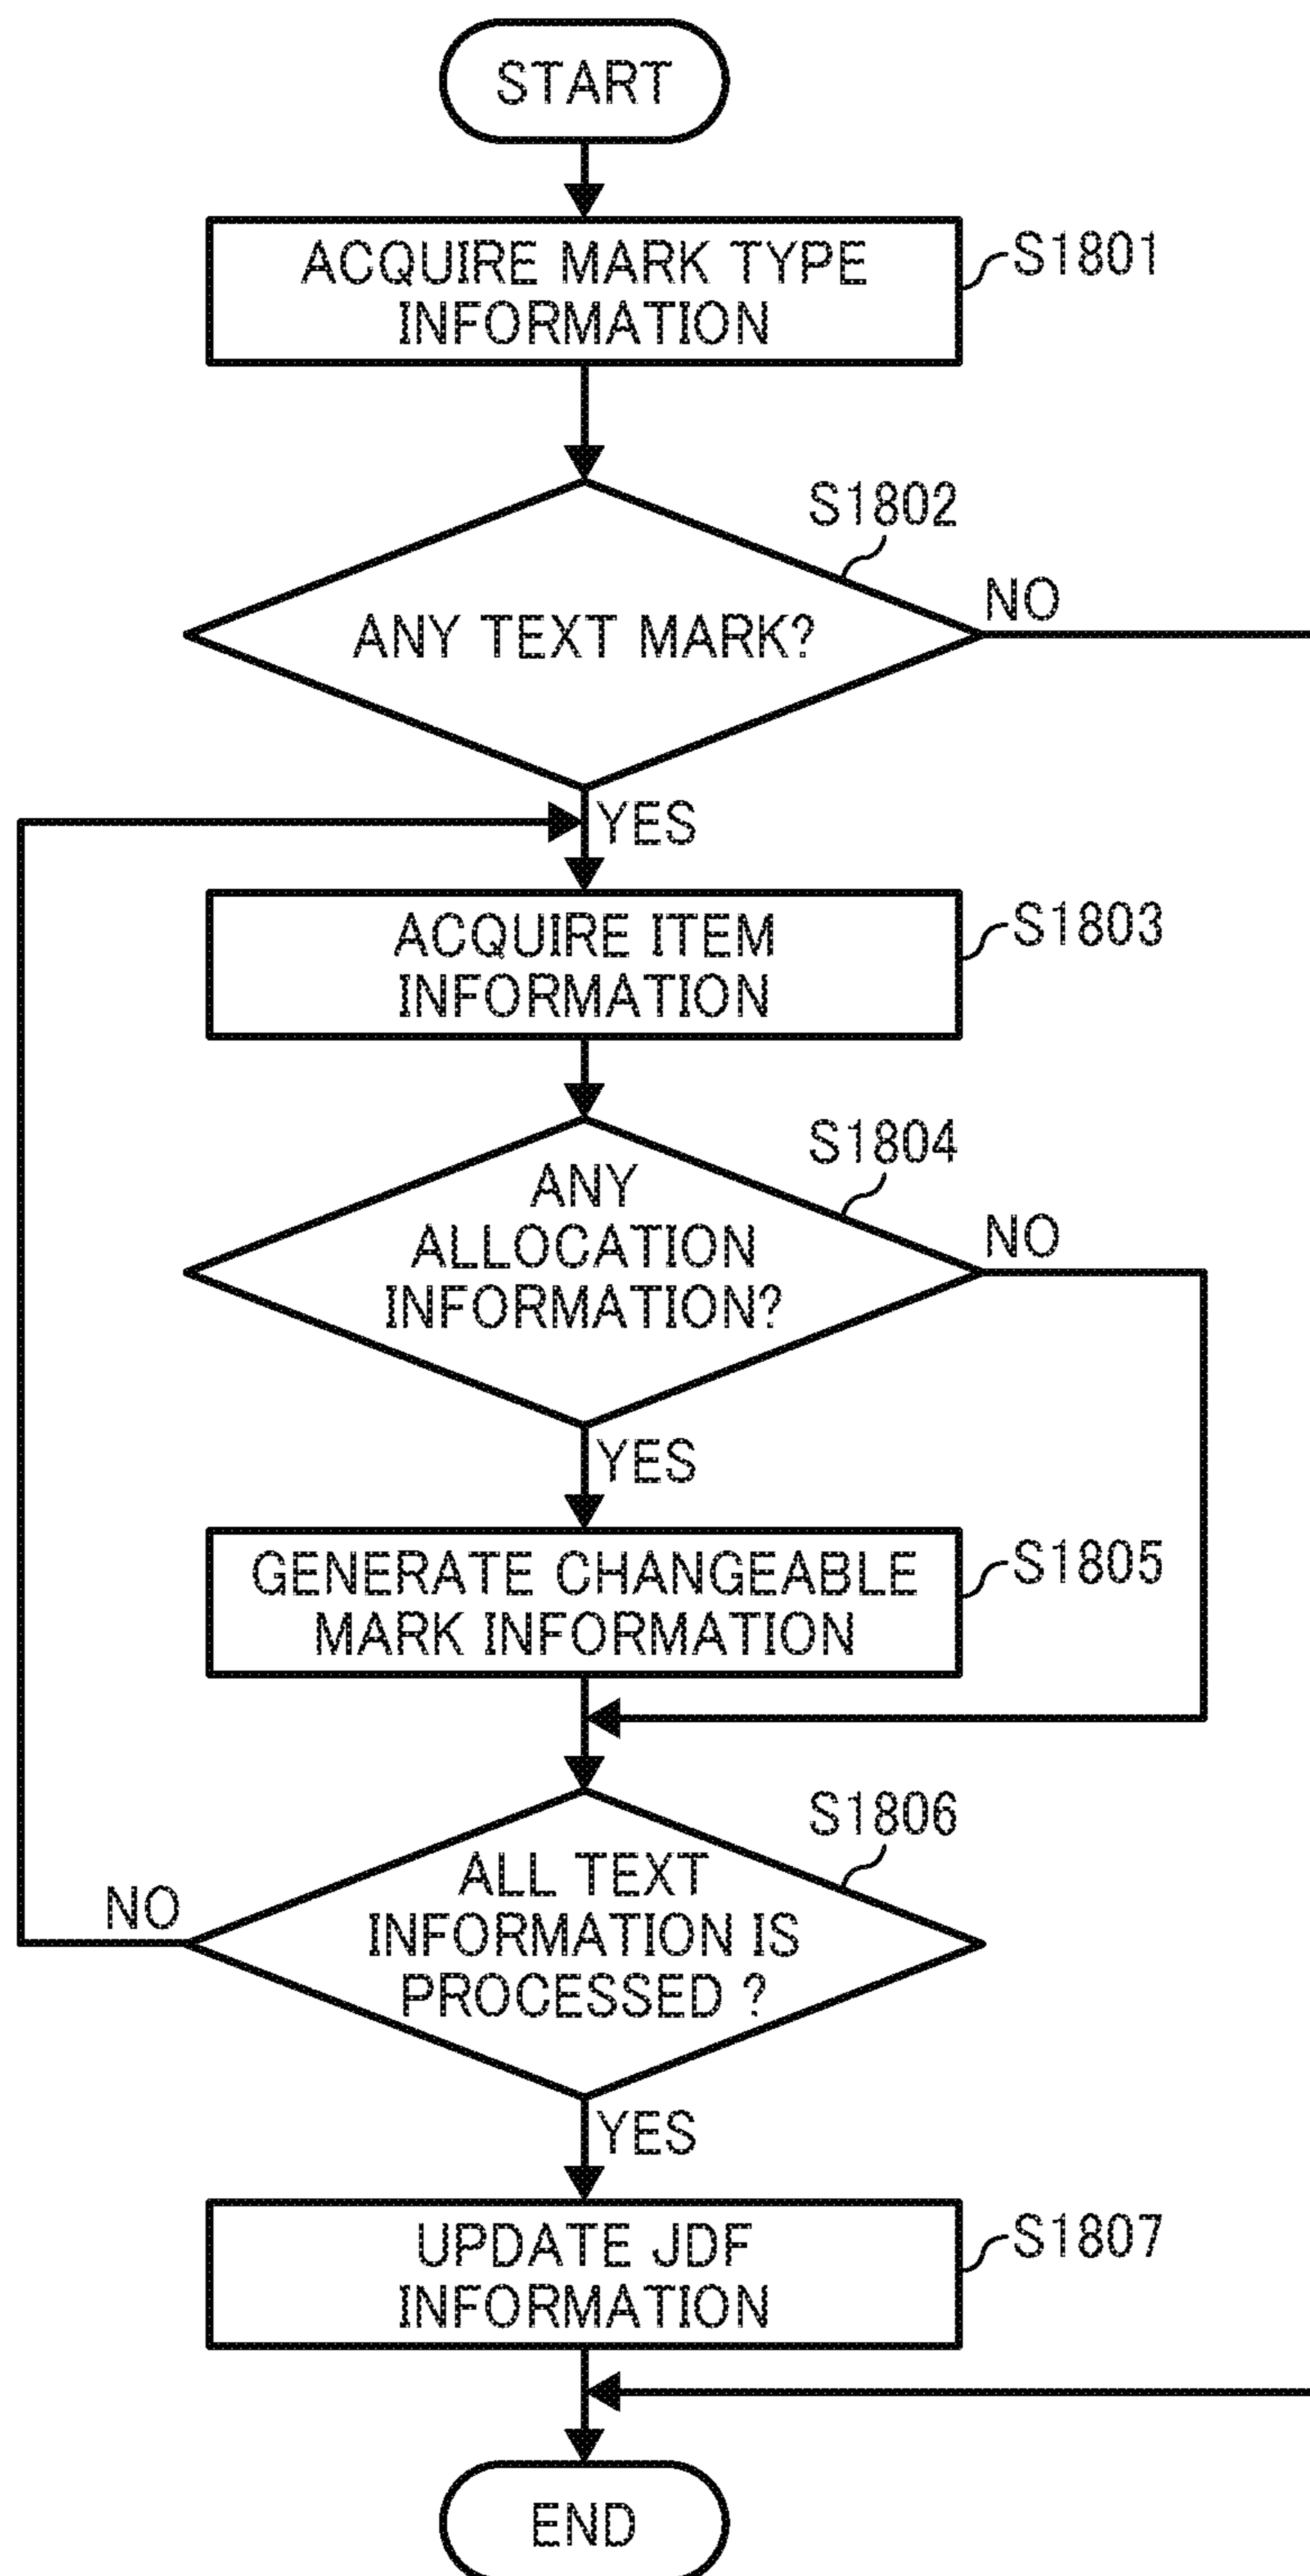 START
ACQUIRE MARK TYPE
INFORMATION
S1801
S1802
ANY TEXT MARK?
NO
YES
ACQUIRE ITEM
INFORMATION
S1803
S1804
ANY
ALLOCATION
INFORMATION?
NO
YES
GENERATE CHANGEABLE
MARK INFORMATION
S1805
S1806
ALL TEXT
INFORMATION IS
PROCESSED ?
NO
YES
UPDATE JDF
INFORMATION
S1807
END